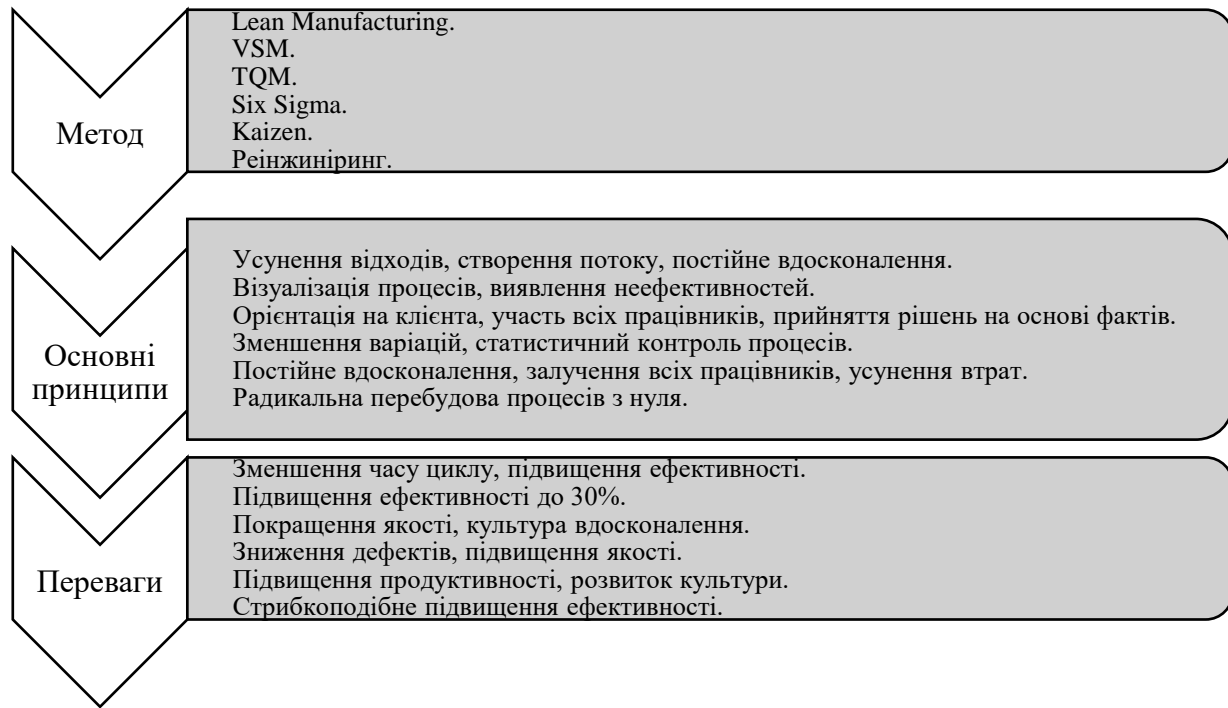 Метод
Lean Manufacturing.
VSM.
TQM.
Six Sigma.
Kaizen.
Реінжиніринг.
Основні
принципи
Усунення відходів, створення потоку, постійне вдосконалення.
Візуалізація процесів, виявлення неефективностей.
Орієнтація на клієнта, участь всіх працівників, прийняття рішень на основі фактів.
Зменшення варіацій, статистичний контроль процесів.
Постійне вдосконалення, залучення всіх працівників, усунення втрат.
Радикальна перебудова процесів з нуля.
Переваги
Зменшення часу циклу, підвищення ефективності.
Підвищення ефективності до 30%.
Покращення якості, культура вдосконалення.
Зниження дефектів, підвищення якості.
Підвищення продуктивності, розвиток культури.
Стрибкоподібне підвищення ефективності.